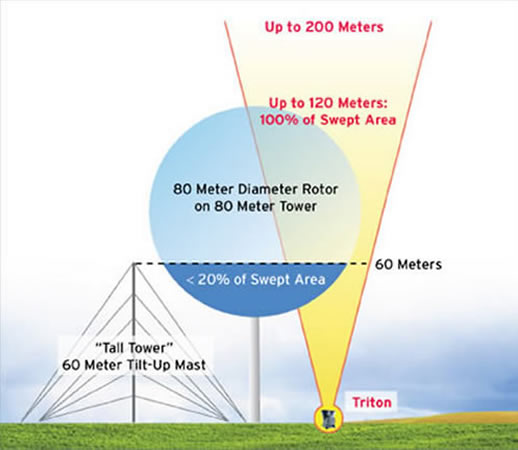 Up to 200 Meters
Up to 120 Meters:
100% of Swept Area
80 Meter Diameter Rotor
on 80 Meter Tower
60 Meters
< 20% of Swept Area
"Tall Tower"
60 Meter Tilt-Up Mast
Triton